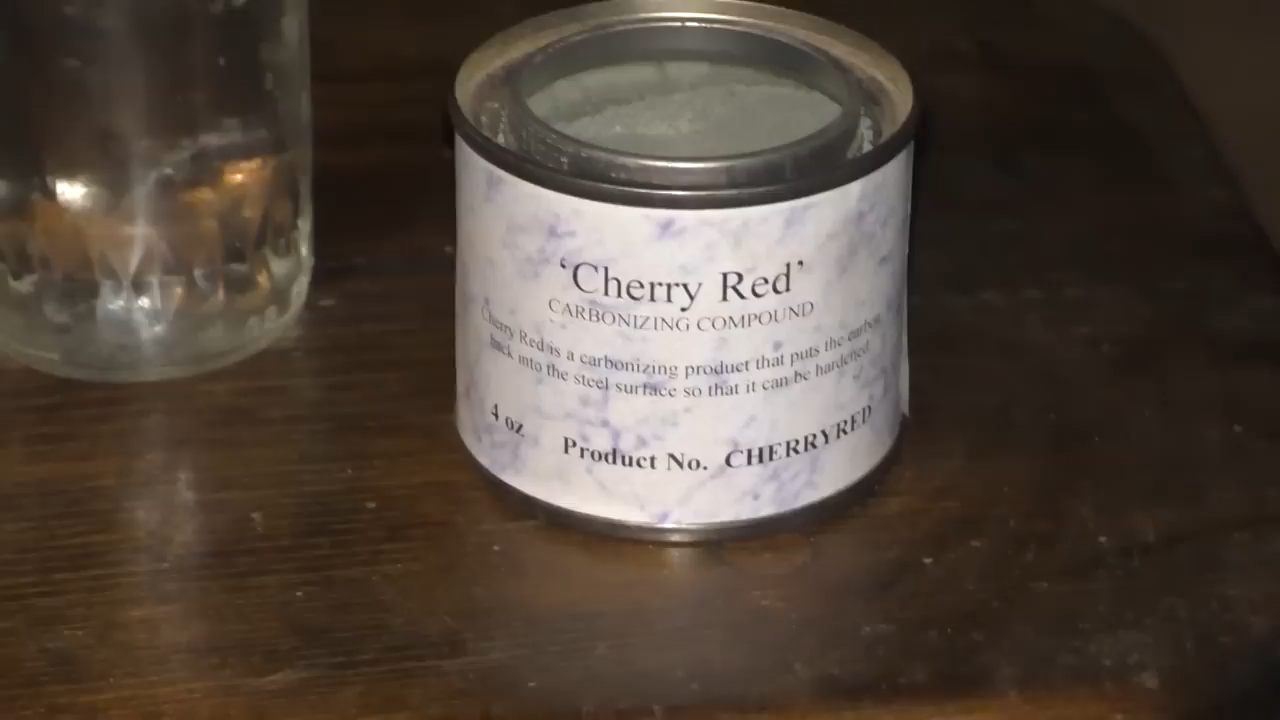 ‘Cherry Red’
CARBONIZING COMPOUND
Cherry Red is a carbonizing product that puts the carbon
back into the steel surface so that it can be hardened
4 oz Product No. CHERRYRED